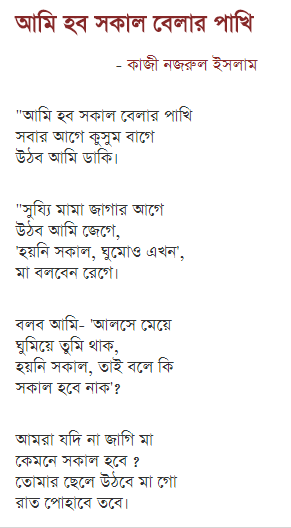 আমি হব সকাল বেলার পাখি
- কাজী নজরুল ইসলাম
"আমি হব সকাল বেলার পাখি
সবার আগে কুসুম বাগে
উঠব আমি ডাকি।
"সুয্যি মামা জাগার আগে
উঠব আমি জেগে,
'হয়নি সকাল, ঘুমোও এখন',
মা বলবেন রেগে।
বলব আমি- 'আলসে মেয়ে
ঘুমিয়ে তুমি থাক,
হয়নি সকাল, তাই বলে কি
সকাল হবে নাক'?
আমরা যদি না জাগি মা
কেমনে সকাল হবে ?
তোমার ছেলে উঠবে মা গো
রাত পোহাবে তবে।